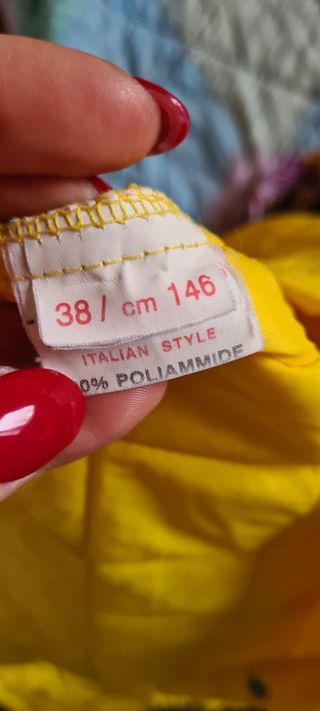 38 / cm 146
ITALIAN STYLE
0% POLIAMMIDE